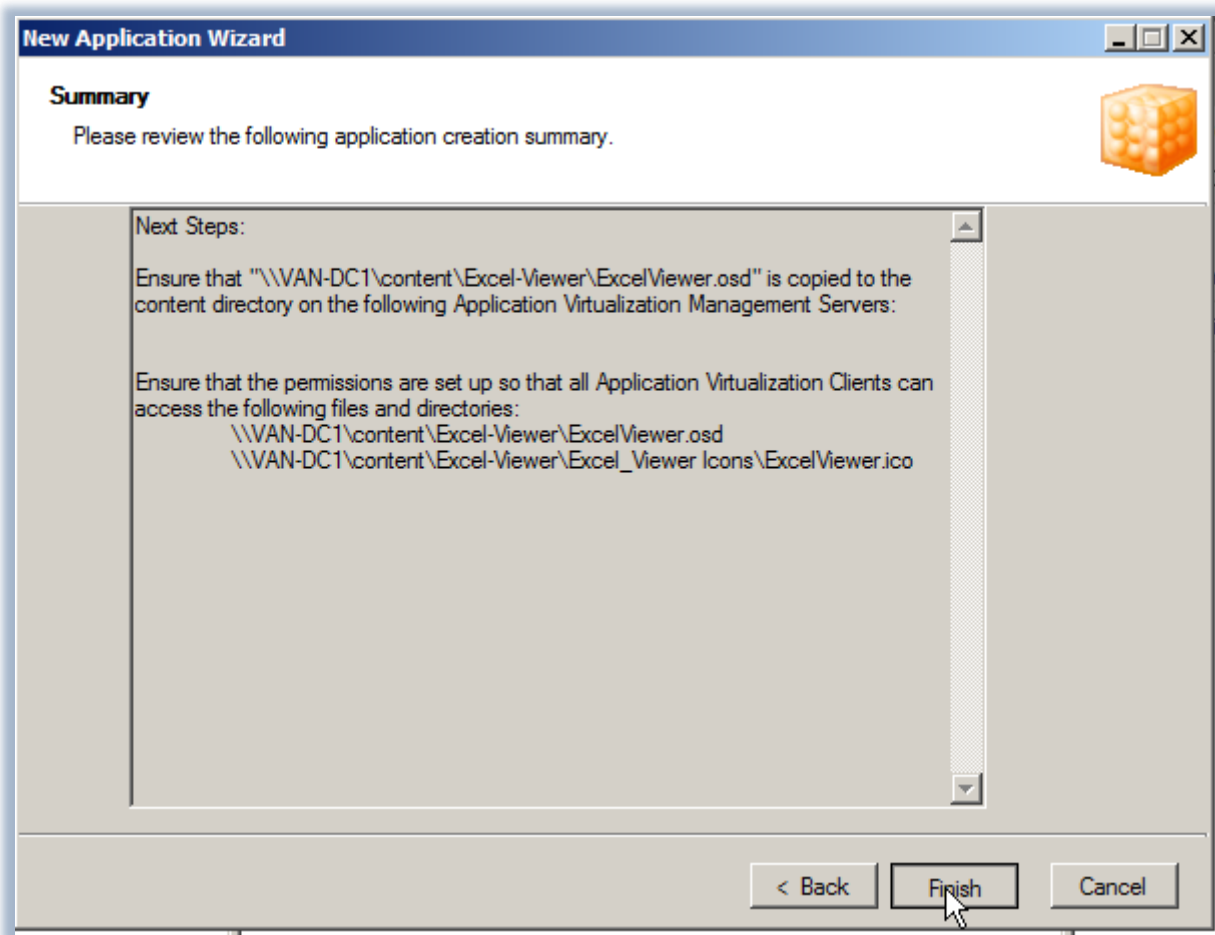 New Application Wizard
Summary
Please review the following application creation summary.
Next Steps:
Ensure that "\\VAN-DC1\content\Excel-Viewer\ExcelViewer.osd" is copied to the
content directory on the following Application Virtualization Management Servers:
Ensure that the permissions are set up so that all Application Virtualization Clients can
access the following files and directories:
\\VAN-DC1\content\Excel-Viewer\ExcelViewer.osd
\\VAN-DC1\content\Excel-Viewer\Excel_Viewer Icons\ExcelViewer.ico
< Back
Finish
Cancel